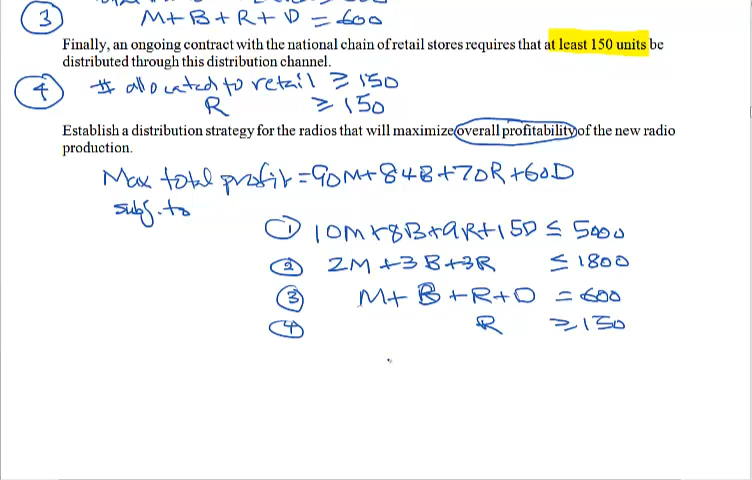 ③ M+B+R+D=600
Finally, an ongoing contract with the national chain of retail stores requires that at least 150 units be
distributed through this distribution channel.
④ # allocated to retail ≥ 150
R ≥ 150
Establish a distribution strategy for the radios that will maximize overall profitability of the new radio
production.
Max total profit = 90M+84B+70R+60D
subj. to
① 10M+8B+9R+15D ≤ 5000
② 2M+3B+3R ≤ 1800
③ M+B+R+D = 600
④ R ≥ 150